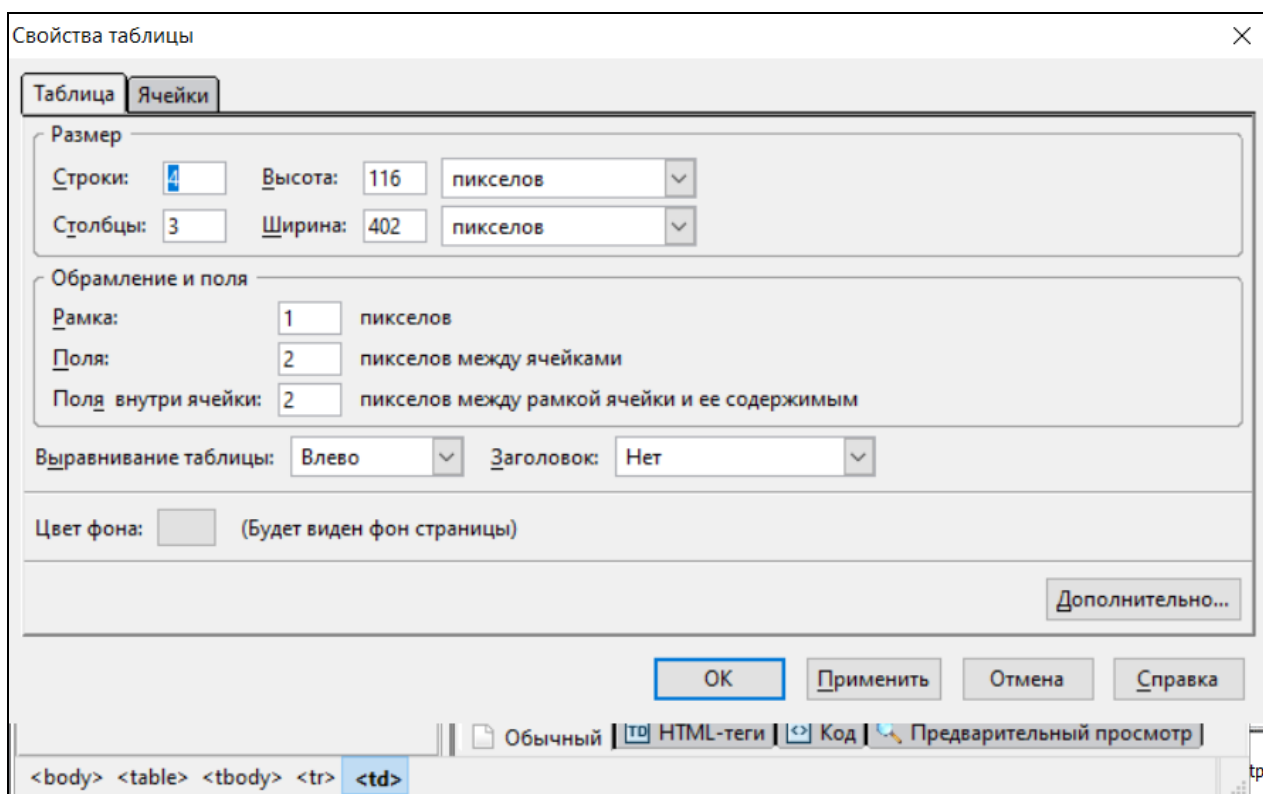 Свойства таблицы
Таблица Ячейки
Размер
Строки: 4 Высота: 116 пикселов
Столбцы: 3 Ширина: 402 пикселов
Обрамление и поля
Рамка: 1 пикселов
Поля: 2 пикселов между ячейками
Поля внутри ячейки: 2 пикселов между рамкой ячейки и ее содержимым
Выравнивание таблицы: Влево Заголовок: Нет
Цвет фона: (Будет виден фон страницы)
Дополнительно...
ОК Применить Отмена Справка
Обычный TD HTML-теги <> Код Предварительный просмотр
<body> <table> <tbody> <tr> <td>